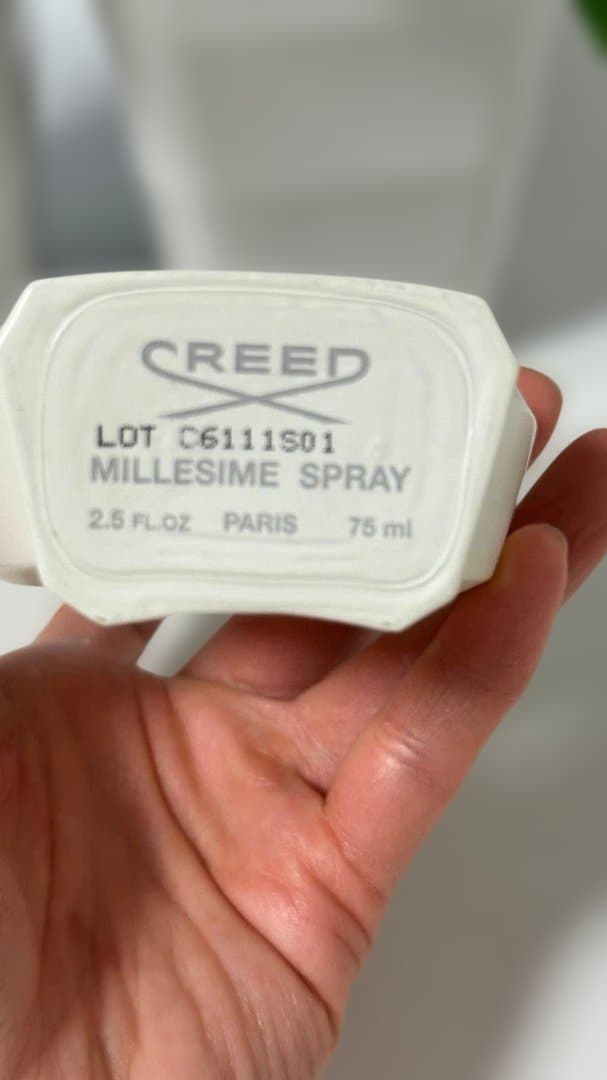 CREED
LOT C6111S01
MILLESIME SPRAY
2.5 FL.OZ PARIS 75 ml